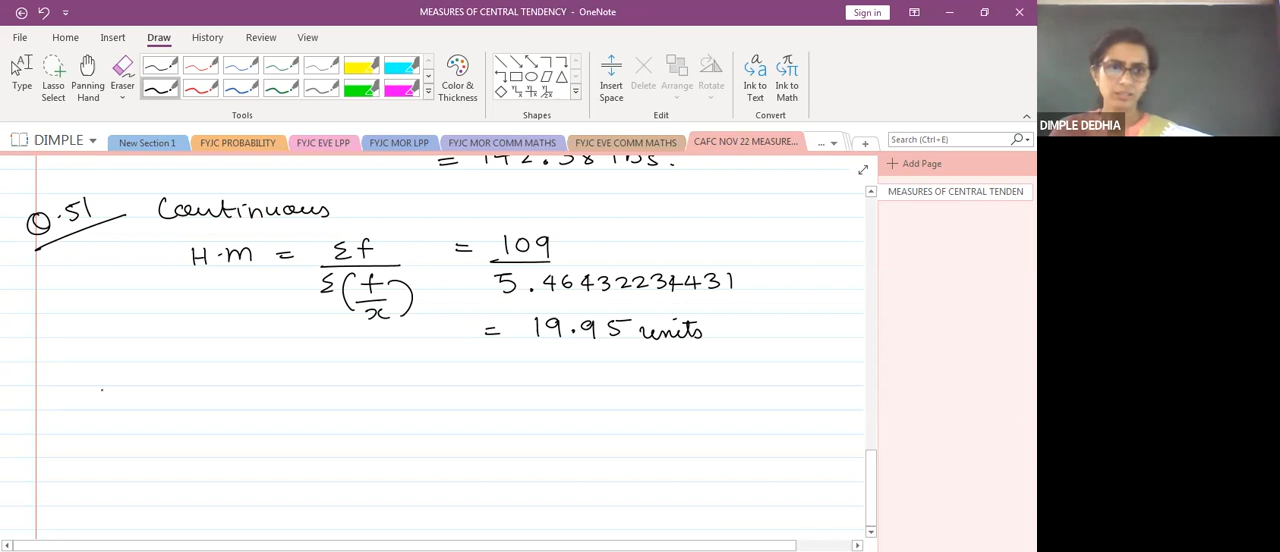 MEASURES OF CENTRAL TENDENCY - OneNote
Sign in
File Home Insert Draw History Review View
Type
Lasso Select
Panning Hand
Eraser
Color & Thickness
Insert Space
Delete
Arrange
Rotate
Ink to Text
Ink to Math
Tools
Shapes
Edit
Convert
DIMPLE DEDHIA
DIMPLE
New Section 1
FYJC PROBABILITY
FYJC EVE LPP
FYJC MOR LPP
FYJC MOR COMM MATHS
FYJC EVE COMM MATHS
CAFC NOV 22 MEASURE...
...
Search (Ctrl+E)
Add Page
MEASURES OF CENTRAL TENDEN
= 142.58 lbs.
Q.51 Continuous
H.M = Σf / Σ(f/x) = 109 / 5.46432234431
= 19.95 units